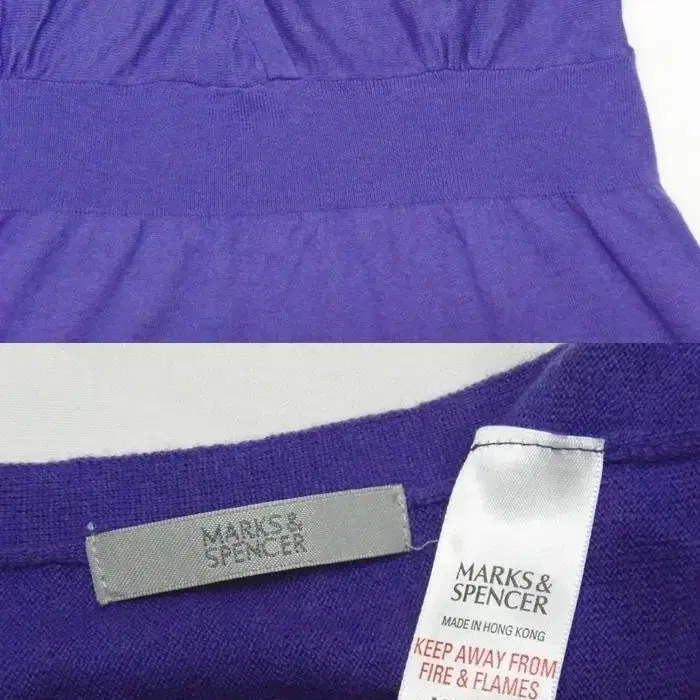 MARKS &
SPENCER
MARKS &
SPENCER
MADE IN HONG KONG
KEEP AWAY FROM
FIRE & FLAMES